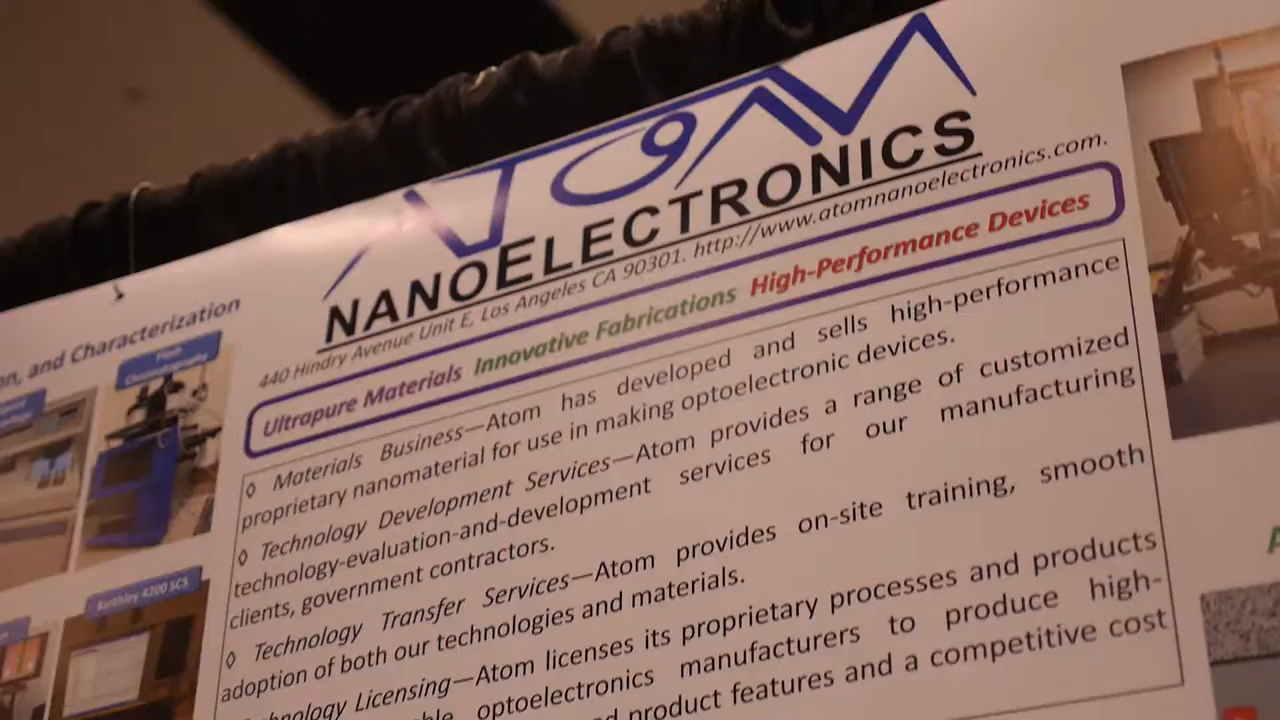 ATOM
NANOELECTRONICS
440 Hindry Avenue Unit E, Los Angeles CA 90301. http://www.atomnanoelectronics.com.
Ultrapure Materials Innovative Fabrications High-Performance Devices
◊ Materials Business—Atom has developed and sells high-performance
proprietary nanomaterial for use in making optoelectronic devices.
◊ Technology Development Services—Atom provides a range of customized
technology-evaluation-and-development services for our manufacturing
clients, government contractors.
◊ Technology Transfer Services—Atom provides on-site training, smooth
adoption of both our technologies and materials.
Licensing—Atom licenses its proprietary processes and products
optoelectronics manufacturers to produce high-
product features and a competitive cost
and Characterization
Keithley 4200 SCS